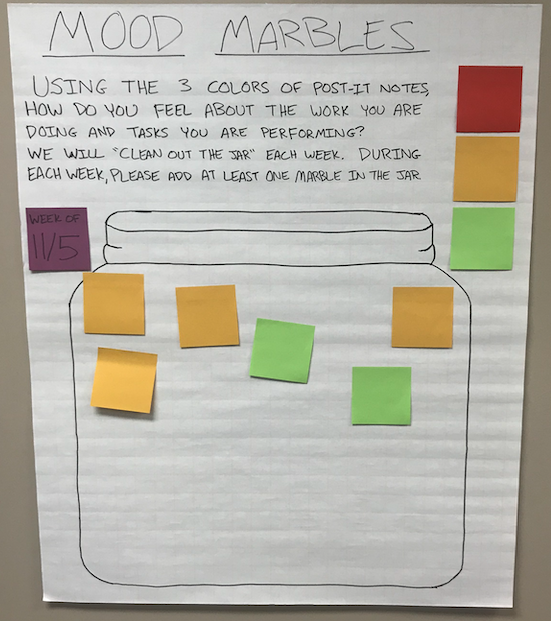 MOOD MARBLES
USING THE 3 COLORS OF POST-IT NOTES,
HOW DO YOU FEEL ABOUT THE WORK YOU ARE
DOING AND TASKS YOU ARE PERFORMING?
WE WILL "CLEAN OUT THE JAR" EACH WEEK. DURING
EACH WEEK, PLEASE ADD AT LEAST ONE MARBLE IN THE JAR
WEEK OF
11/5